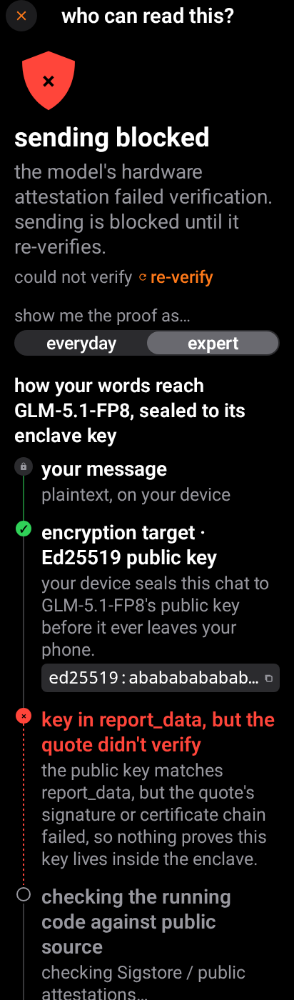 who can read this?
sending blocked
the model's hardware
attestation failed verification.
sending is blocked until it
re-verifies.
could not verify re-verify
show me the proof as…
everyday expert
how your words reach
GLM-5.1-FP8, sealed to its
enclave key
your message
plaintext, on your device
encryption target ·
Ed25519 public key
your device seals this chat to
GLM-5.1-FP8's public key
before it ever leaves your
phone.
ed25519:abababababab…
key in report_data, but the
quote didn't verify
the public key matches
report_data, but the quote's
signature or certificate chain
failed, so nothing proves this
key lives inside the enclave.
checking the running
code against public
source
checking Sigstore / public
attestations…